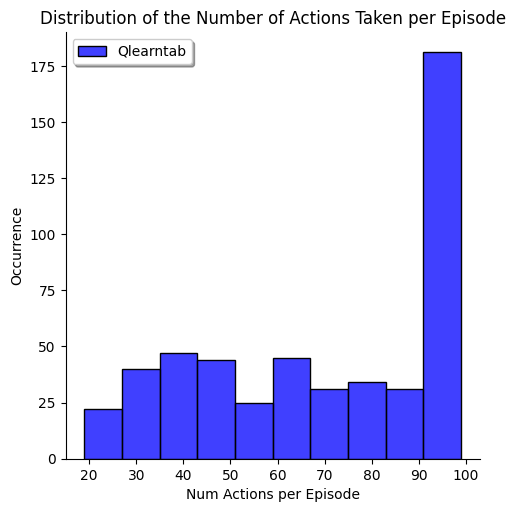 Distribution of the Number of Actions Taken per Episode
Qlearntab
175
150
125
100
75
50
25
0
Occurrence
20 30 40 50 60 70 80 90 100
Num Actions per Episode